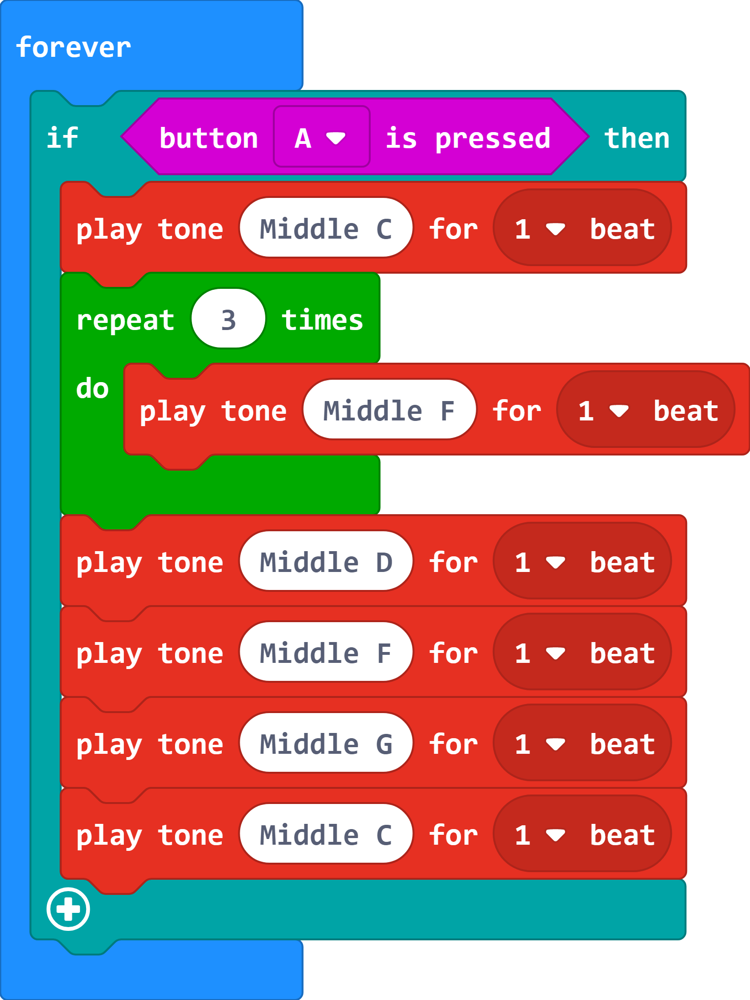 forever
if button A is pressed then
play tone Middle C for 1 beat
repeat 3 times
do play tone Middle F for 1 beat
play tone Middle D for 1 beat
play tone Middle F for 1 beat
play tone Middle G for 1 beat
play tone Middle C for 1 beat